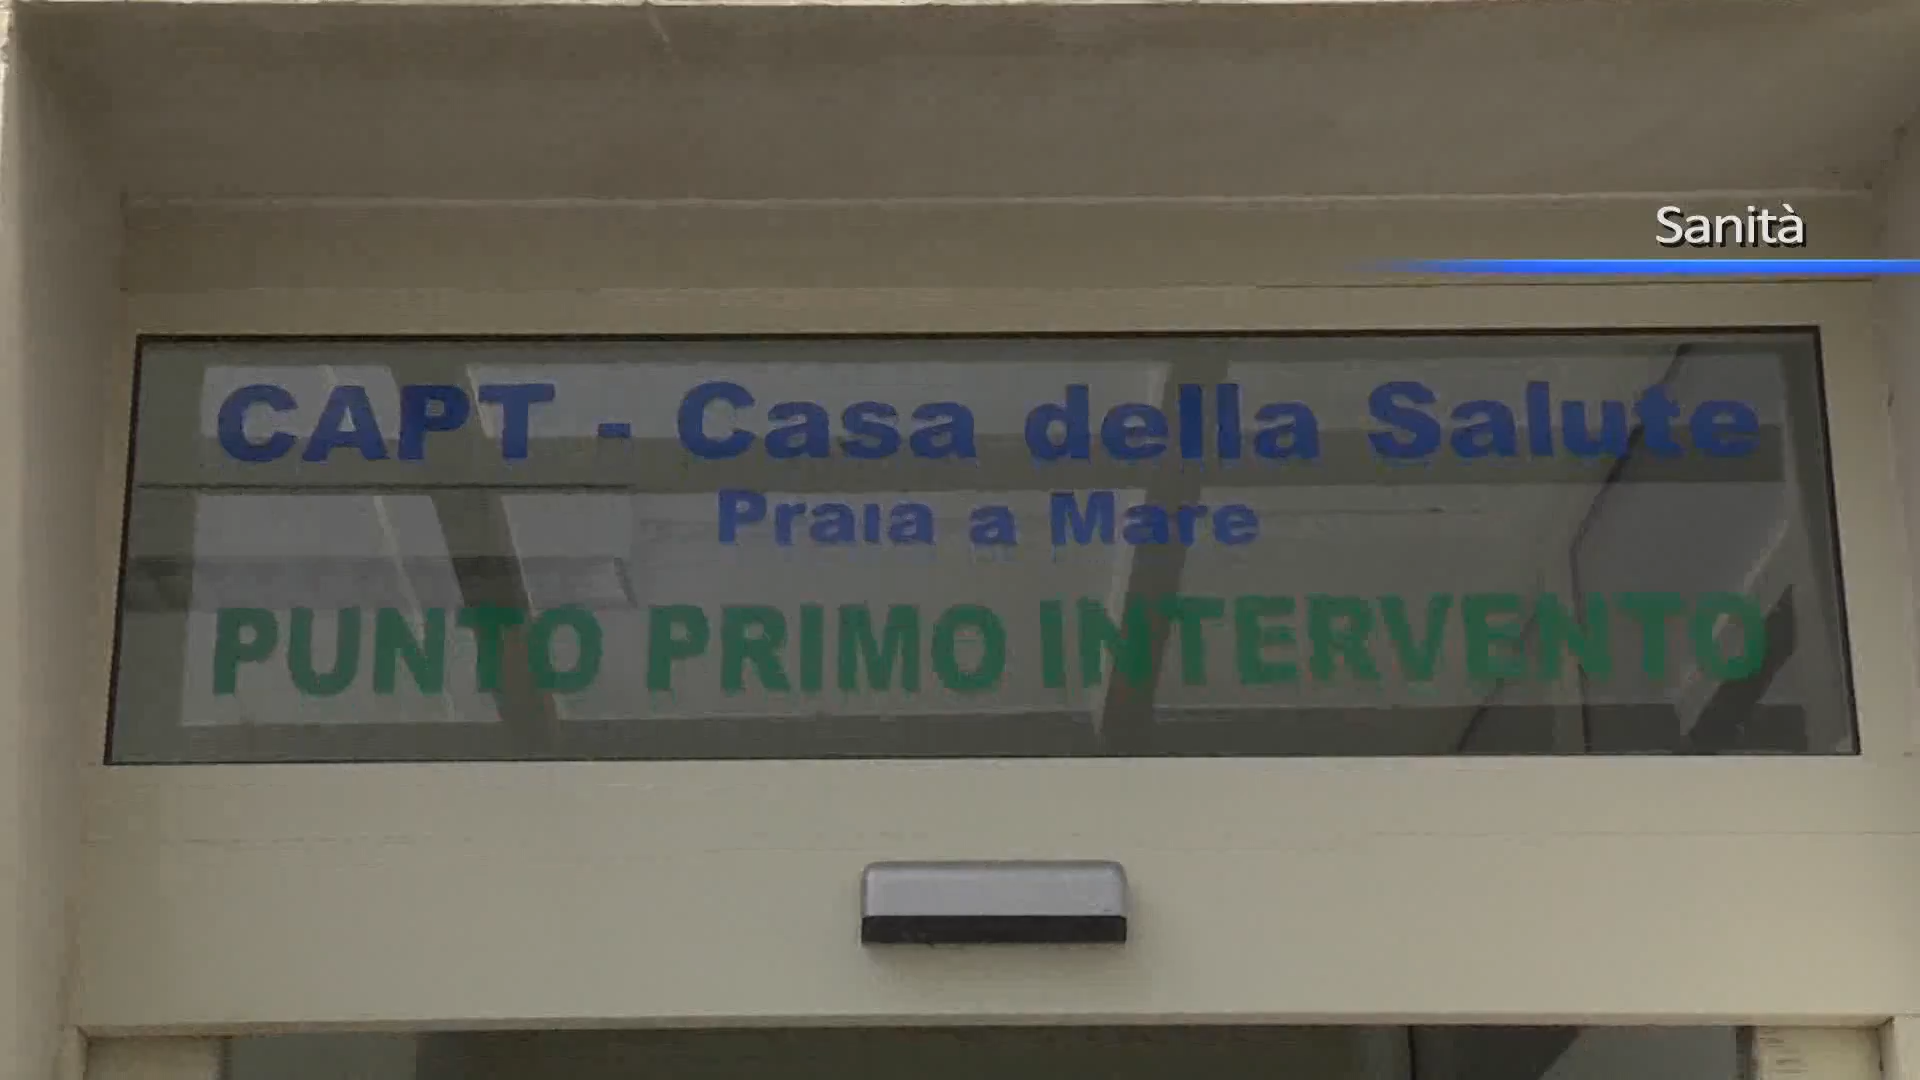 Sanità
CAPT - Casa della Salute
Praia a Mare
PUNTO PRIMO INTERVENTO